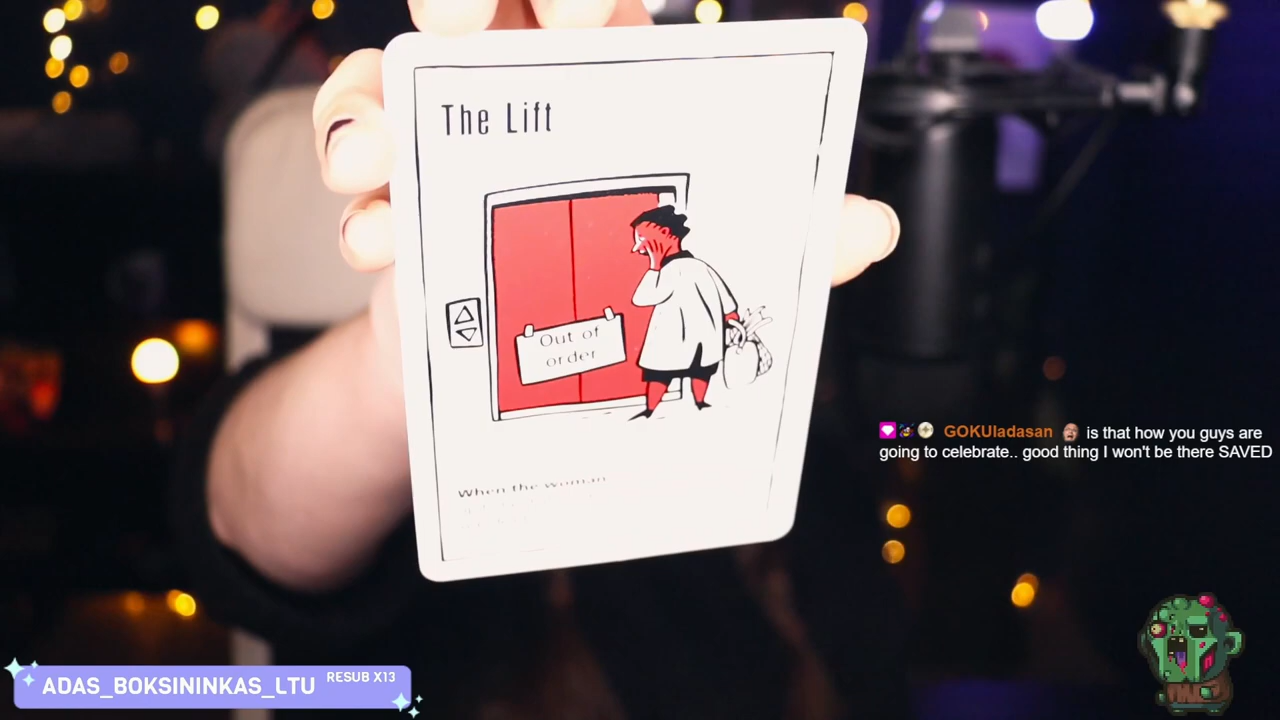 The Lift
Out of
order
When the woman
GOKUladasan is that how you guys are
going to celebrate.. good thing I won't be there SAVED
ADAS_BOKSININKAS_LTU
RESUB X13